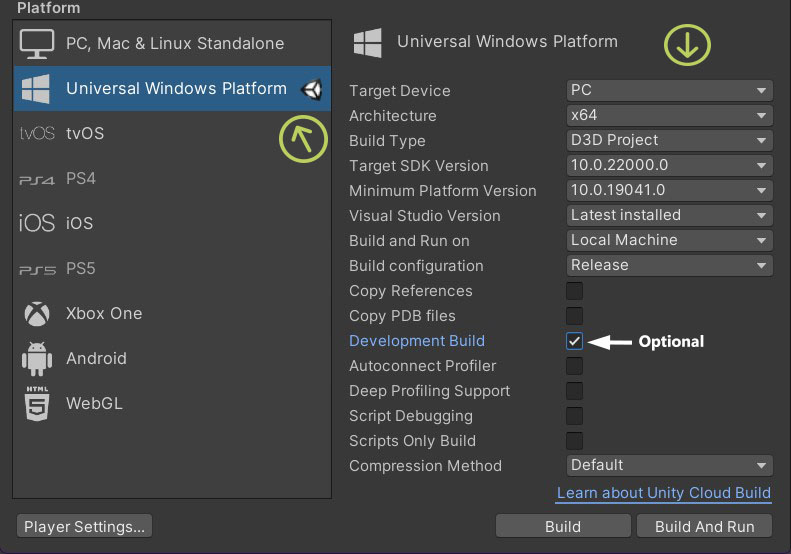 Platform
PC, Mac & Linux Standalone
Universal Windows Platform
tvOS tvOS
PS4 PS4
iOS iOS
PS5 PS5
Xbox One
Android
HTML
5 WebGL
Player Settings...
Universal Windows Platform
Target Device PC
Architecture x64
Build Type D3D Project
Target SDK Version 10.0.22000.0
Minimum Platform Version 10.0.19041.0
Visual Studio Version Latest installed
Build and Run on Local Machine
Build configuration Release
Copy References
Copy PDB files
Development Build Optional
Autoconnect Profiler
Deep Profiling Support
Script Debugging
Scripts Only Build
Compression Method Default
Learn about Unity Cloud Build
Build Build And Run